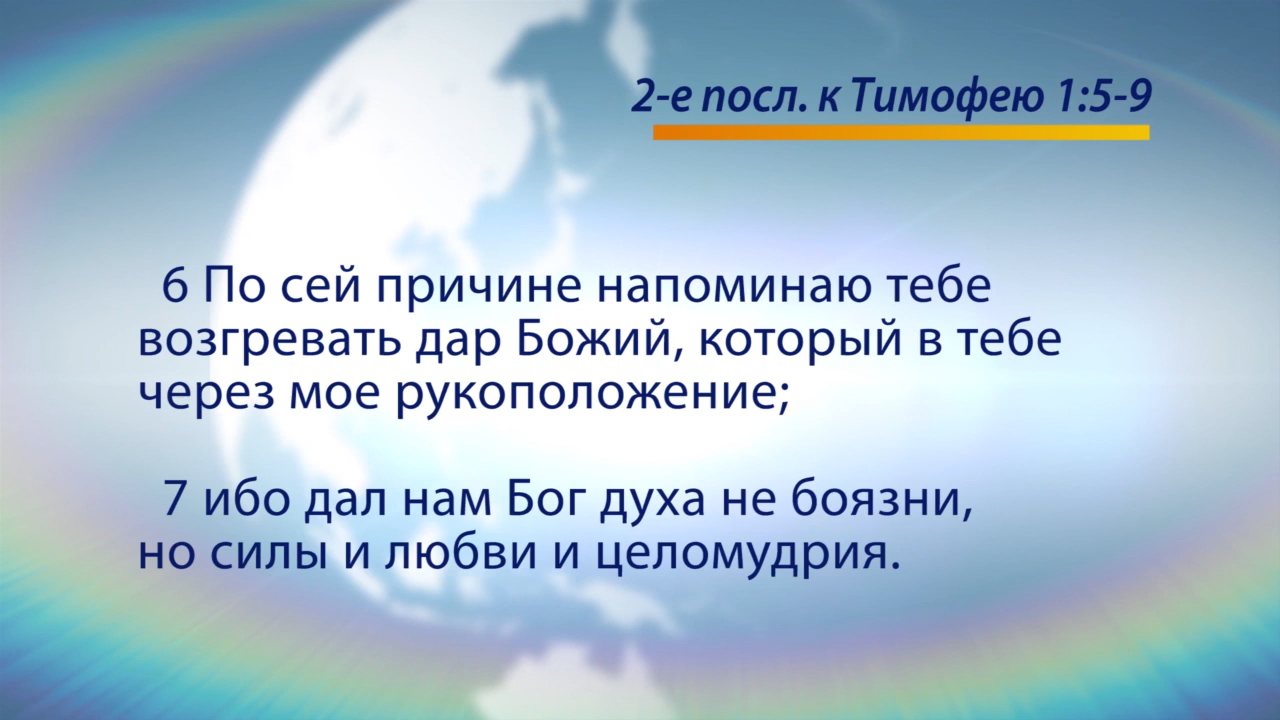 2-е посл. к Тимофею 1:5-9
6 По сей причине напоминаю тебе
возгревать дар Божий, который в тебе
через мое рукоположение;
7 ибо дал нам Бог духа не боязни,
но силы и любви и целомудрия.